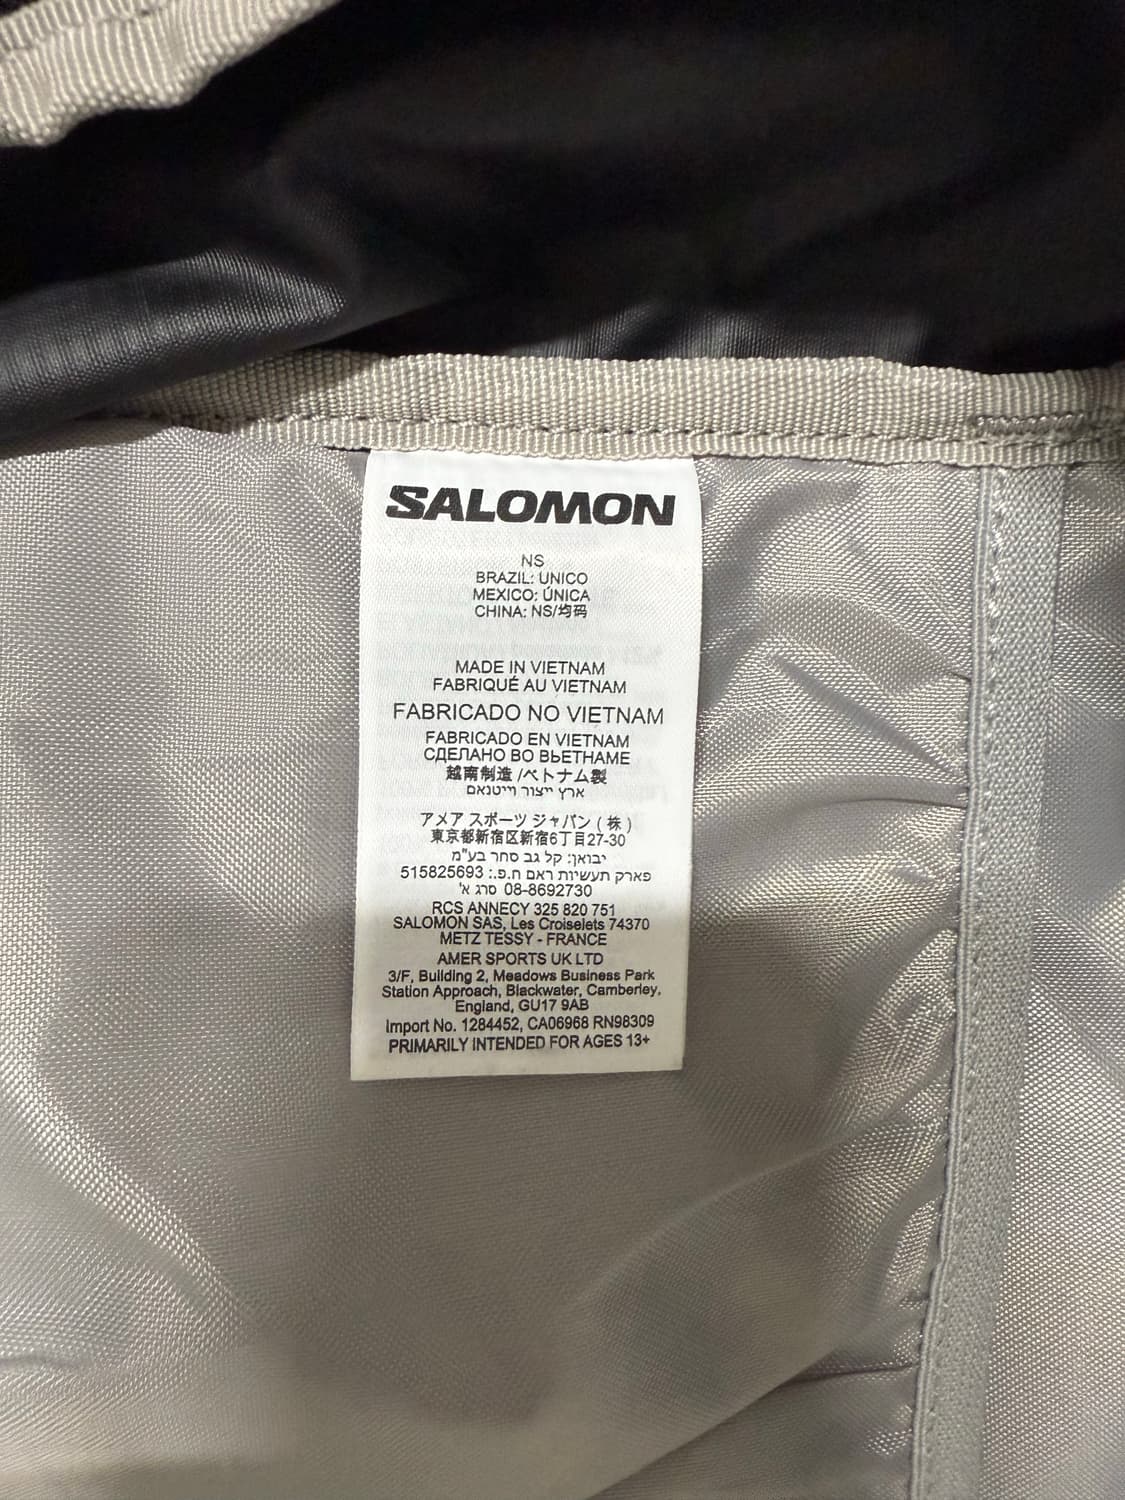 SALOMON
NS
BRAZIL: UNICO
MEXICO: ÚNICA
CHINA: NS/均码
MADE IN VIETNAM
FABRIQUÉ AU VIETNAM
FABRICADO NO VIETNAM
FABRICADO EN VIETNAM
СДЕЛАНО ВО ВЬЕТНАМЕ
越南制造 /ベトナム製
ארץ ייצור וייטנאם
アメア スポーツ ジャパン ( 株 )
東京都新宿区新宿6丁目27-30
יבואן: קל גב סחר בע"מ
פארק תעשיות ראם ח.פ.: 515825693
08-8692730 סרג א'
RCS ANNECY 325 820 751
SALOMON SAS, Les Croiselets 74370
METZ TESSY - FRANCE
AMER SPORTS UK LTD
3/F, Building 2, Meadows Business Park
Station Approach, Blackwater, Camberley,
England, GU17 9AB
Import No. 1284452, CA06968 RN98309
PRIMARILY INTENDED FOR AGES 13+